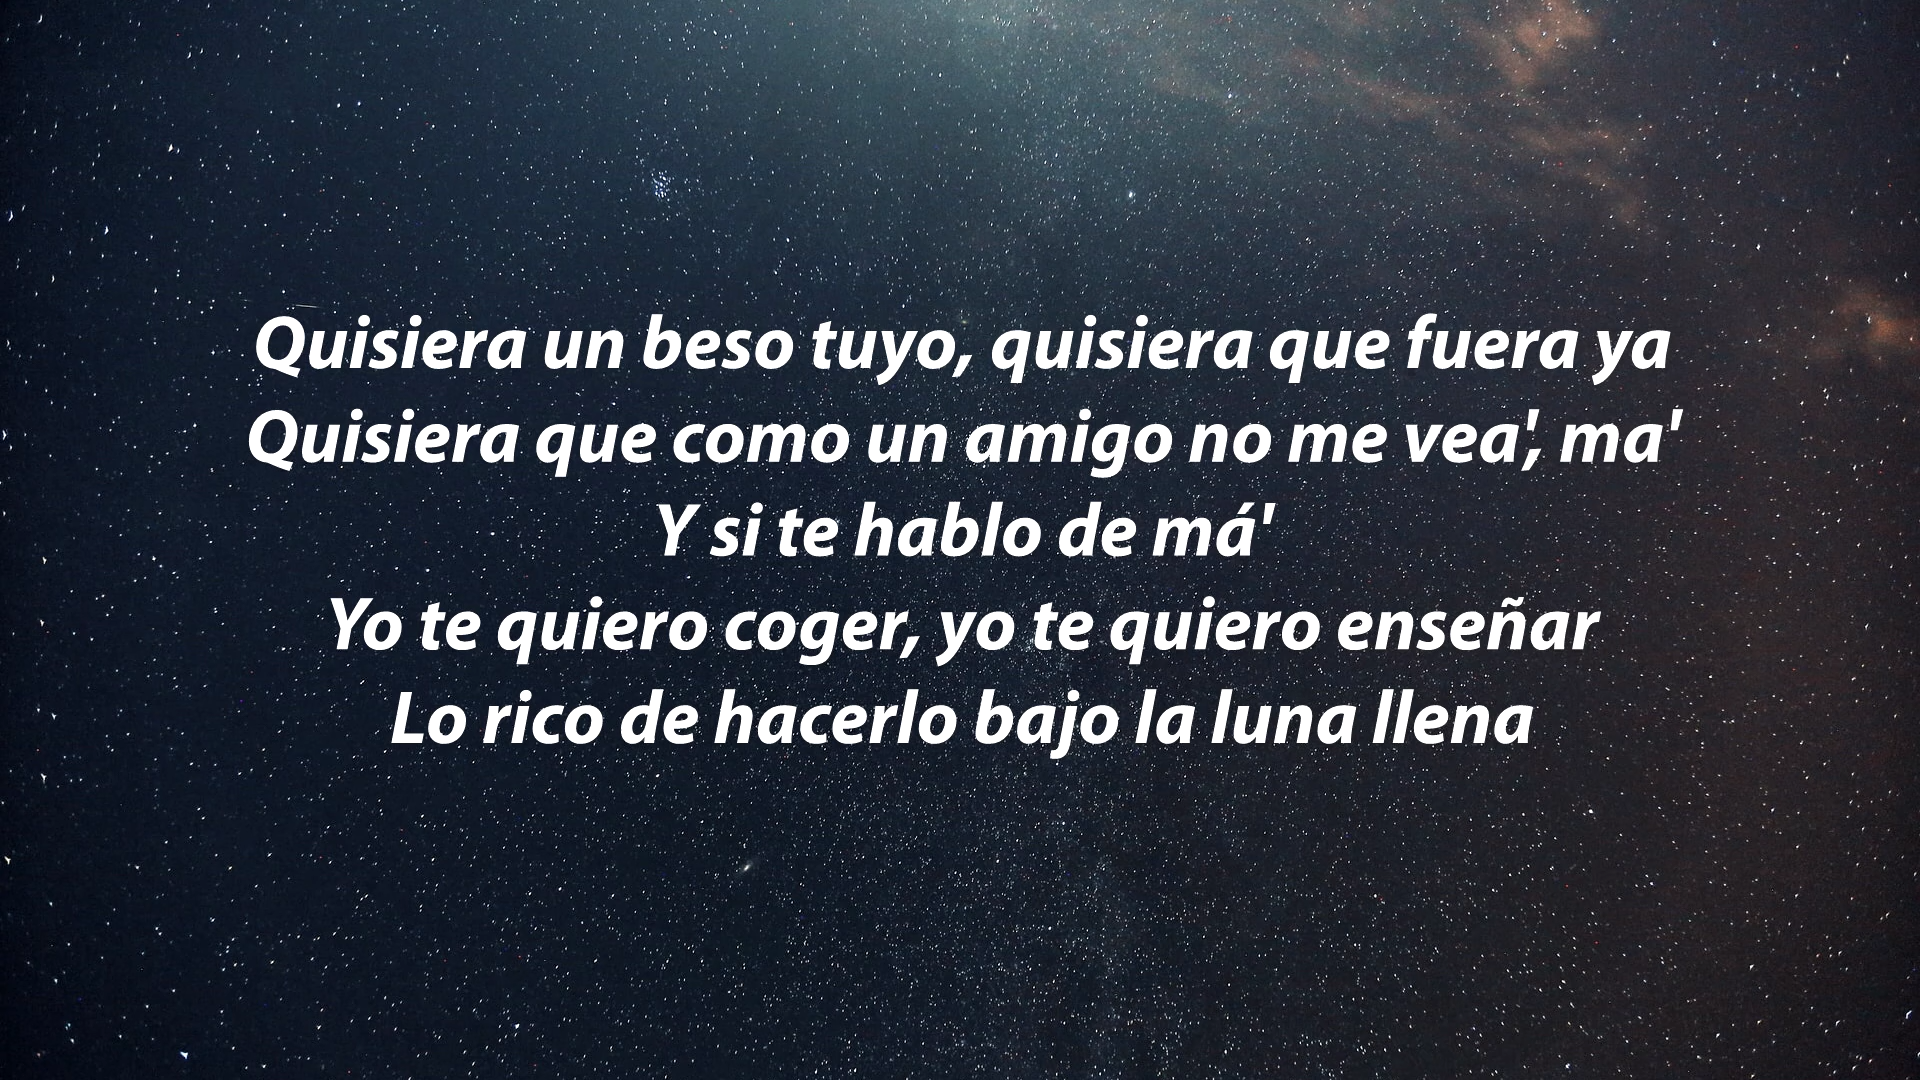 Quisiera un beso tuyo, quisiera que fuera ya
Quisiera que como un amigo no me vea', ma'
Y si te hablo de má'
Yo te quiero coger, yo te quiero enseñar
Lo rico de hacerlo bajo la luna llena